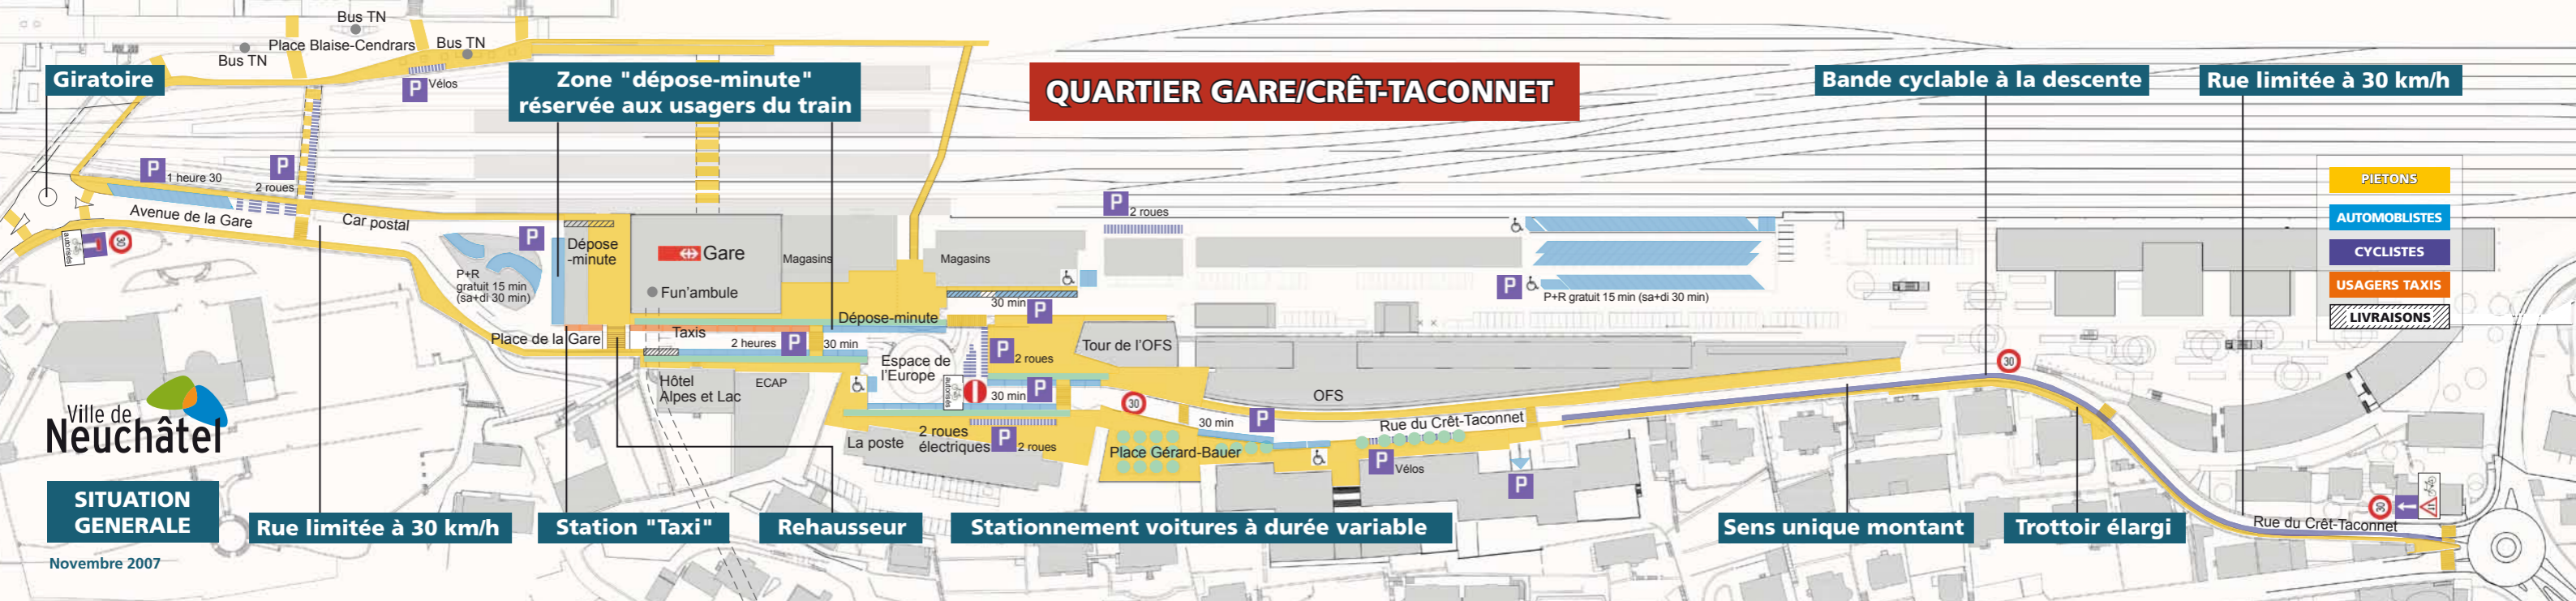 Bus TN
Place Blaise-Cendrars
Bus TN
Bus TN
Giratoire
P Vélos
Zone "dépose-minute"
réservée aux usagers du train
QUARTIER GARE/CRÊT-TACONNET
Bande cyclable à la descente
Rue limitée à 30 km/h
P 1 heure 30
P 2 roues
Avenue de la Gare
Car postal
autorisés
30
P
P+R
gratuit 15 min
(sa+di 30 min)
Dépose
-minute
Gare
Fun'ambule
Magasins
Magasins
P 2 roues
30 min
P
P
P+R gratuit 15 min (sa+di 30 min)
PIETONS
AUTOMOBLISTES
CYCLISTES
USAGERS TAXIS
LIVRAISONS
Place de la Gare
Taxis
Dépose-minute
2 heures
P
30 min
Espace de
l'Europe
P 2 roues
Tour de l'OFS
Hôtel
Alpes et Lac
ECAP
autorisés
30 min
P
30
OFS
30
30 min
P
Rue du Crêt-Taconnet
La poste
2 roues
électriques
P 2 roues
Place Gérard-Bauer
P Vélos
P
Ville de
Neuchâtel
SITUATION
GENERALE
Novembre 2007
Rue limitée à 30 km/h
Station "Taxi"
Rehausseur
Stationnement voitures à durée variable
Sens unique montant
Trottoir élargi
30
Rue du Crêt-Taconnet